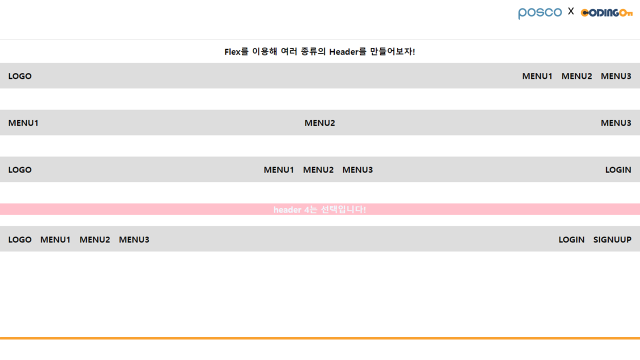 posco X CODINGOn
Flex를 이용해 여러 종류의 Header를 만들어보자!
LOGO MENU1 MENU2 MENU3
MENU1 MENU2 MENU3
LOGO MENU1 MENU2 MENU3 LOGIN
header 4는 선택입니다!
LOGO MENU1 MENU2 MENU3 LOGIN SIGNUUP